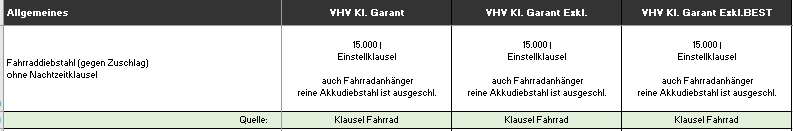 Allgemeines VHV Kl. Garant VHV Kl. Garant Exkl. VHV Kl. Garant Exkl.BEST
Fahrraddiebstahl (gegen Zuschlag)
ohne Nachtzeitklausel
15.000 |
Einstellklausel
auch Fahrradanhänger
reine Akkudiebstahl ist ausgeschl.
15.000 |
Einstellklausel
auch Fahrradanhänger
reine Akkudiebstahl ist ausgeschl.
15.000 |
Einstellklausel
auch Fahrradanhänger
reine Akkudiebstahl ist ausgeschl.
Quelle: Klausel Fahrrad Klausel Fahrrad Klausel Fahrrad